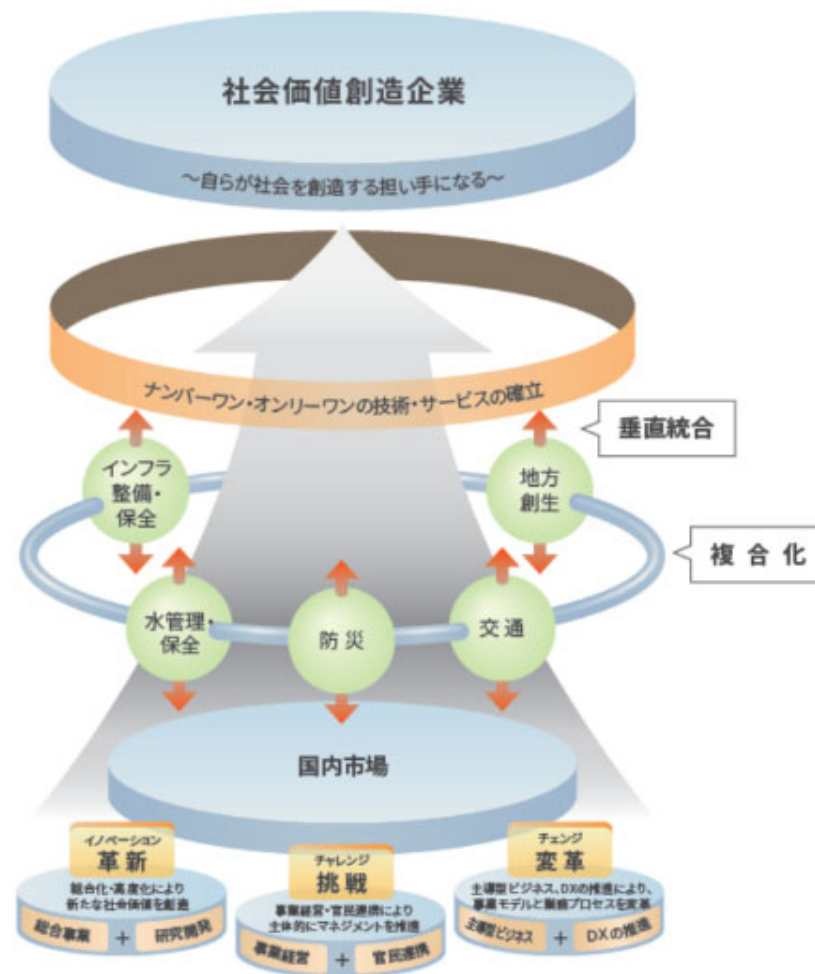 社会価値創造企業
～自らが社会を創造する担い手になる～
ナンバーワン・オンリーワンの技術・サービスの確立
垂直統合
インフラ
整備・
保全
地方
創生
複合化
水管理・
保全
防災
交通
国内市場
イノベーション
革新
総合化・高度化により
新たな社会価値を創造
総合事業 + 研究開発
チャレンジ
挑戦
事業経営・官民連携により
主体的にマネジメントを推進
事業経営 + 官民連携
チェンジ
変革
主導型ビジネス、DXの推進により、
事業モデルと業務プロセスを変革
主導型ビジネス + DXの推進